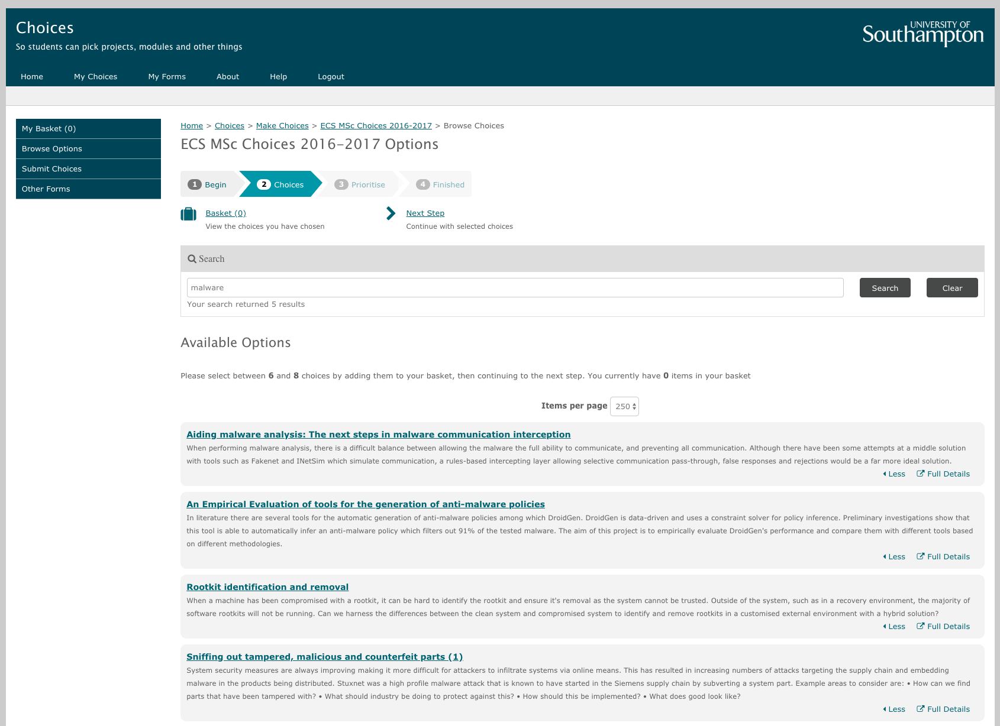 Choices
So students can pick projects, modules and other things
UNIVERSITY OF
Southampton
Home My Choices My Forms About Help Logout
My Basket (0)
Browse Options
Submit Choices
Other Forms
Home > Choices > Make Choices > ECS MSc Choices 2016-2017 > Browse Choices
ECS MSc Choices 2016-2017 Options
1 Begin 2 Choices 3 Prioritise 4 Finished
Basket (0)
View the choices you have chosen
Next Step
Continue with selected choices
Search
malware
Search
Clear
Your search returned 5 results
Available Options
Please select between 6 and 8 choices by adding them to your basket, then continuing to the next step. You currently have 0 items in your basket
Items per page 250
Aiding malware analysis: The next steps in malware communication interception
When performing malware analysis, there is a difficult balance between allowing the malware the full ability to communicate, and preventing all communication. Although there have been some attempts at a middle solution
with tools such as Fakenet and INetSim which simulate communication, a rules-based intercepting layer allowing selective communication pass-through, false responses and rejections would be a far more ideal solution.
Less Full Details
An Empirical Evaluation of tools for the generation of anti-malware policies
In literature there are several tools for the automatic generation of anti-malware policies among which DroidGen. DroidGen is data-driven and uses a constraint solver for policy inference. Preliminary investigations show that
this tool is able to automatically infer an anti-malware policy which filters out 91% of the tested malware. The aim of this project is to empirically evaluate DroidGen's performance and compare them with different tools based
on different methodologies.
Less Full Details
Rootkit identification and removal
When a machine has been compromised with a rootkit, it can be hard to identify the rootkit and ensure it's removal as the system cannot be trusted. Outside of the system, such as in a recovery environment, the majority of
software rootkits will not be running. Can we harness the differences between the clean system and compromised system to identify and remove rootkits in a customised external environment with a hybrid solution?
Less Full Details
Sniffing out tampered, malicious and counterfeit parts (1)
System security measures are always improving making it more difficult for attackers to infiltrate systems via online means. This has resulted in increasing numbers of attacks targeting the supply chain and embedding
malware in the products being distributed. Stuxnet was a high profile malware attack that is known to have started in the Siemens supply chain by subverting a system part. Example areas to consider are: • How can we find
parts that have been tampered with? • What should industry be doing to protect against this? • How should this be implemented? • What does good look like?
Less Full Details